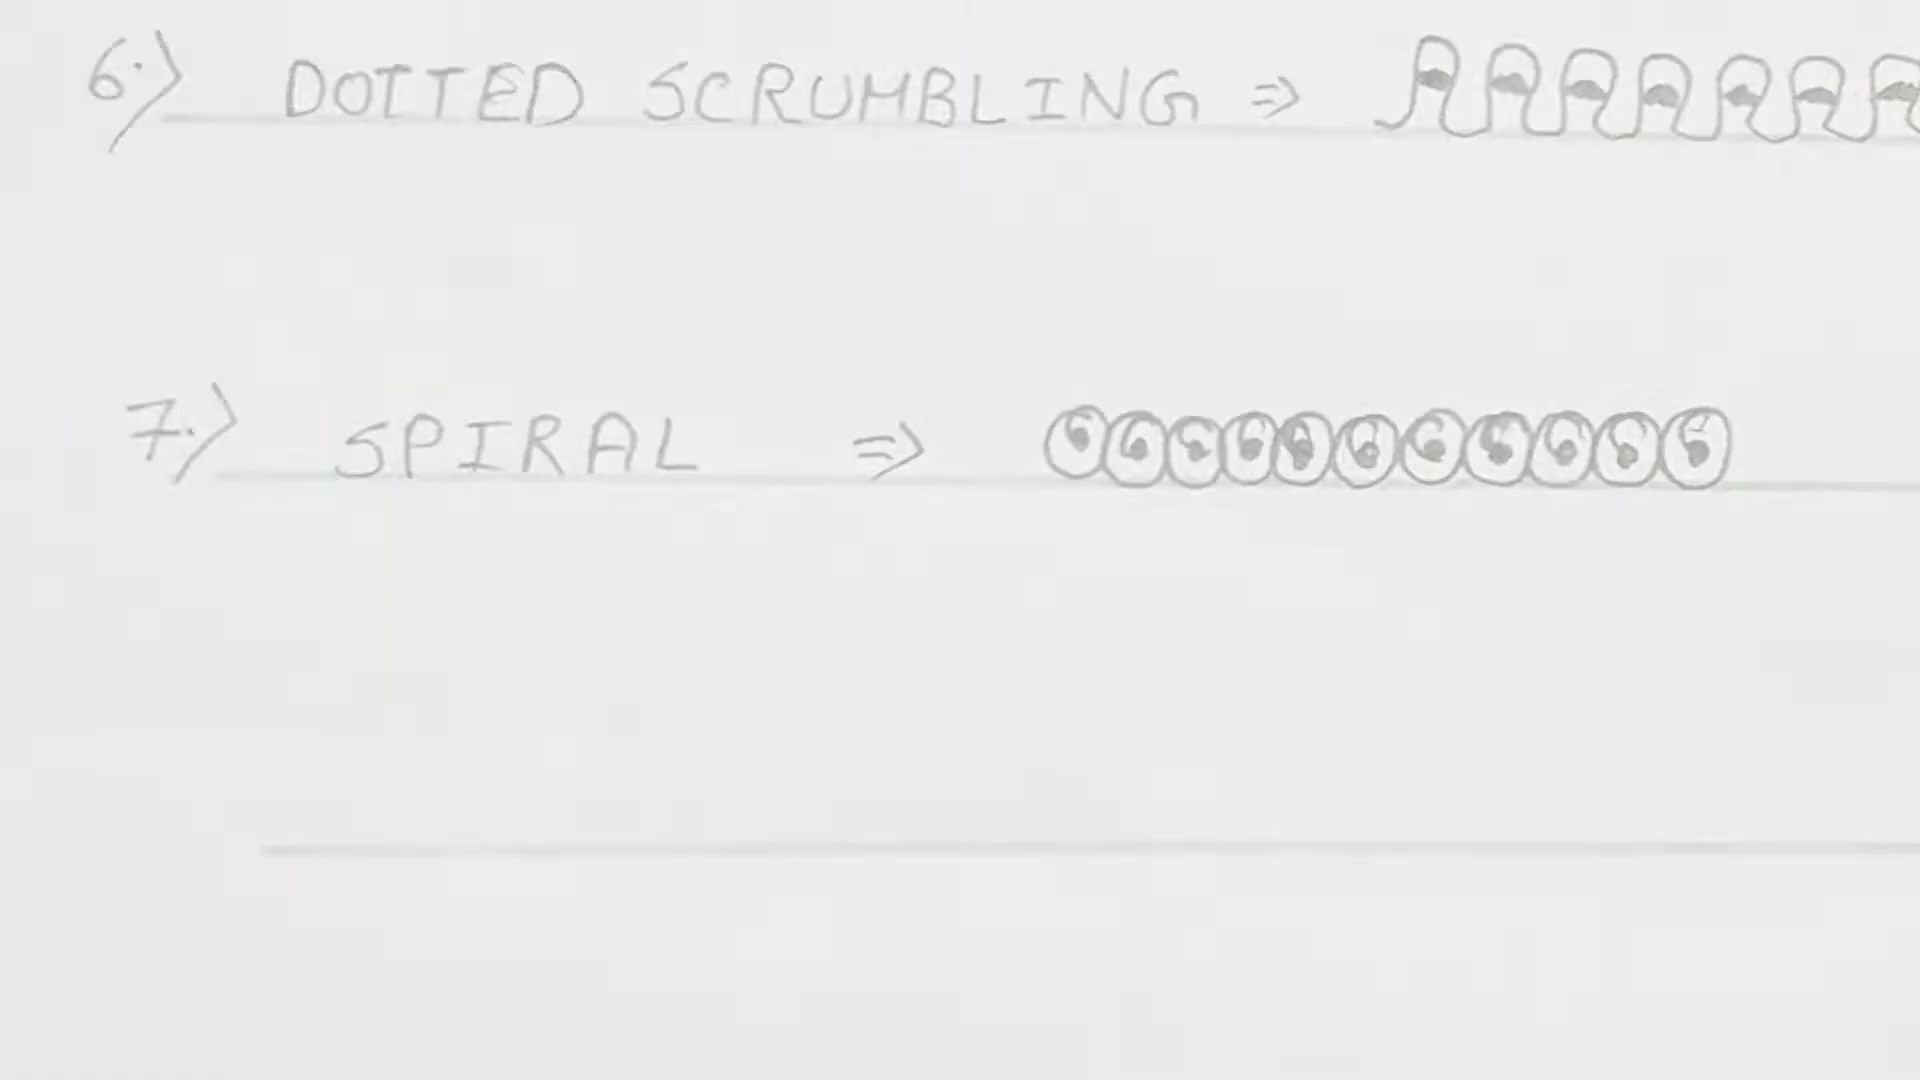 6.) DOTTED SCRUMBLING ⇒
7.) SPIRAL ⇒